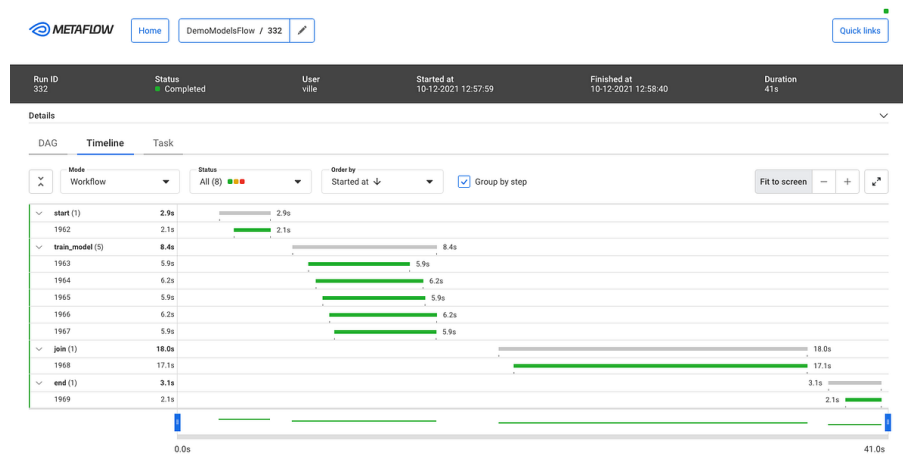 METAFLOW
Home
DemoModelsFlow / 332
Quick links
Run ID Status User Started at Finished at Duration
332 Completed ville 10-12-2021 12:57:59 10-12-2021 12:58:40 41s
Details
DAG Timeline Task
Mode Status Order by
Workflow All (8) Started at Group by step Fit to screen
start (1) 2.9s 2.9s
1962 2.1s 2.1s
train_model (5) 8.4s 8.4s
1963 5.9s 5.9s
1964 6.2s 6.2s
1965 5.9s 5.9s
1966 6.2s 6.2s
1967 5.9s 5.9s
join (1) 18.0s 18.0s
1968 17.1s 17.1s
end (1) 3.1s 3.1s
1969 2.1s 2.1s
0.0s 41.0s